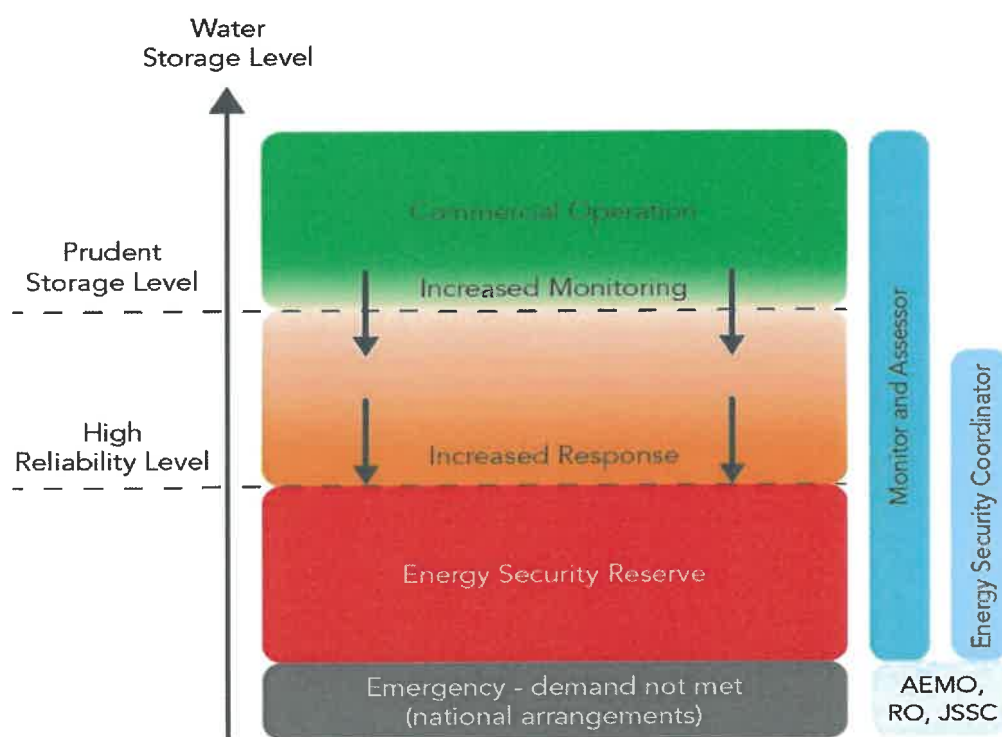 Water
Storage Level
Commercial Operation
Prudent
Storage Level
Increased Monitoring
High
Reliability Level
Increased Response
Energy Security Reserve
Emergency - demand not met
(national arrangements)
Monitor and Assessor
Energy Security Coordinator
AEMO,
RO, JSSC